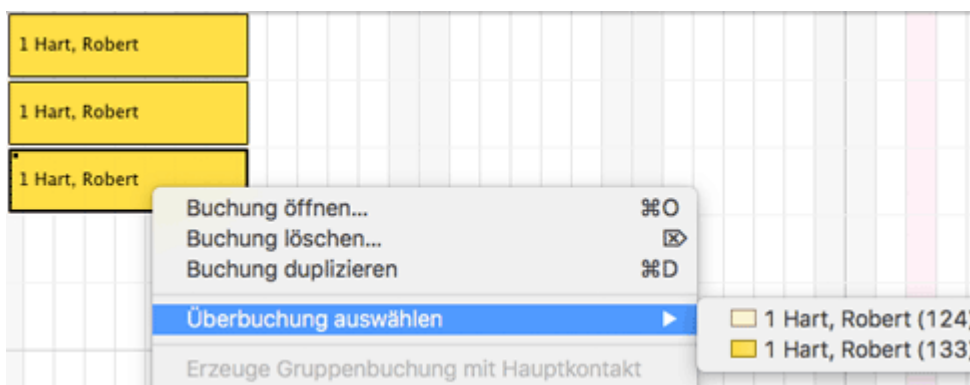 1 Hart, Robert
1 Hart, Robert
1 Hart, Robert
Buchung öffnen... ⌘O
Buchung löschen... ⌦
Buchung duplizieren ⌘D
Überbuchung auswählen ▶
1 Hart, Robert (124)
1 Hart, Robert (133)
Erzeuge Gruppenbuchung mit Hauptkontakt